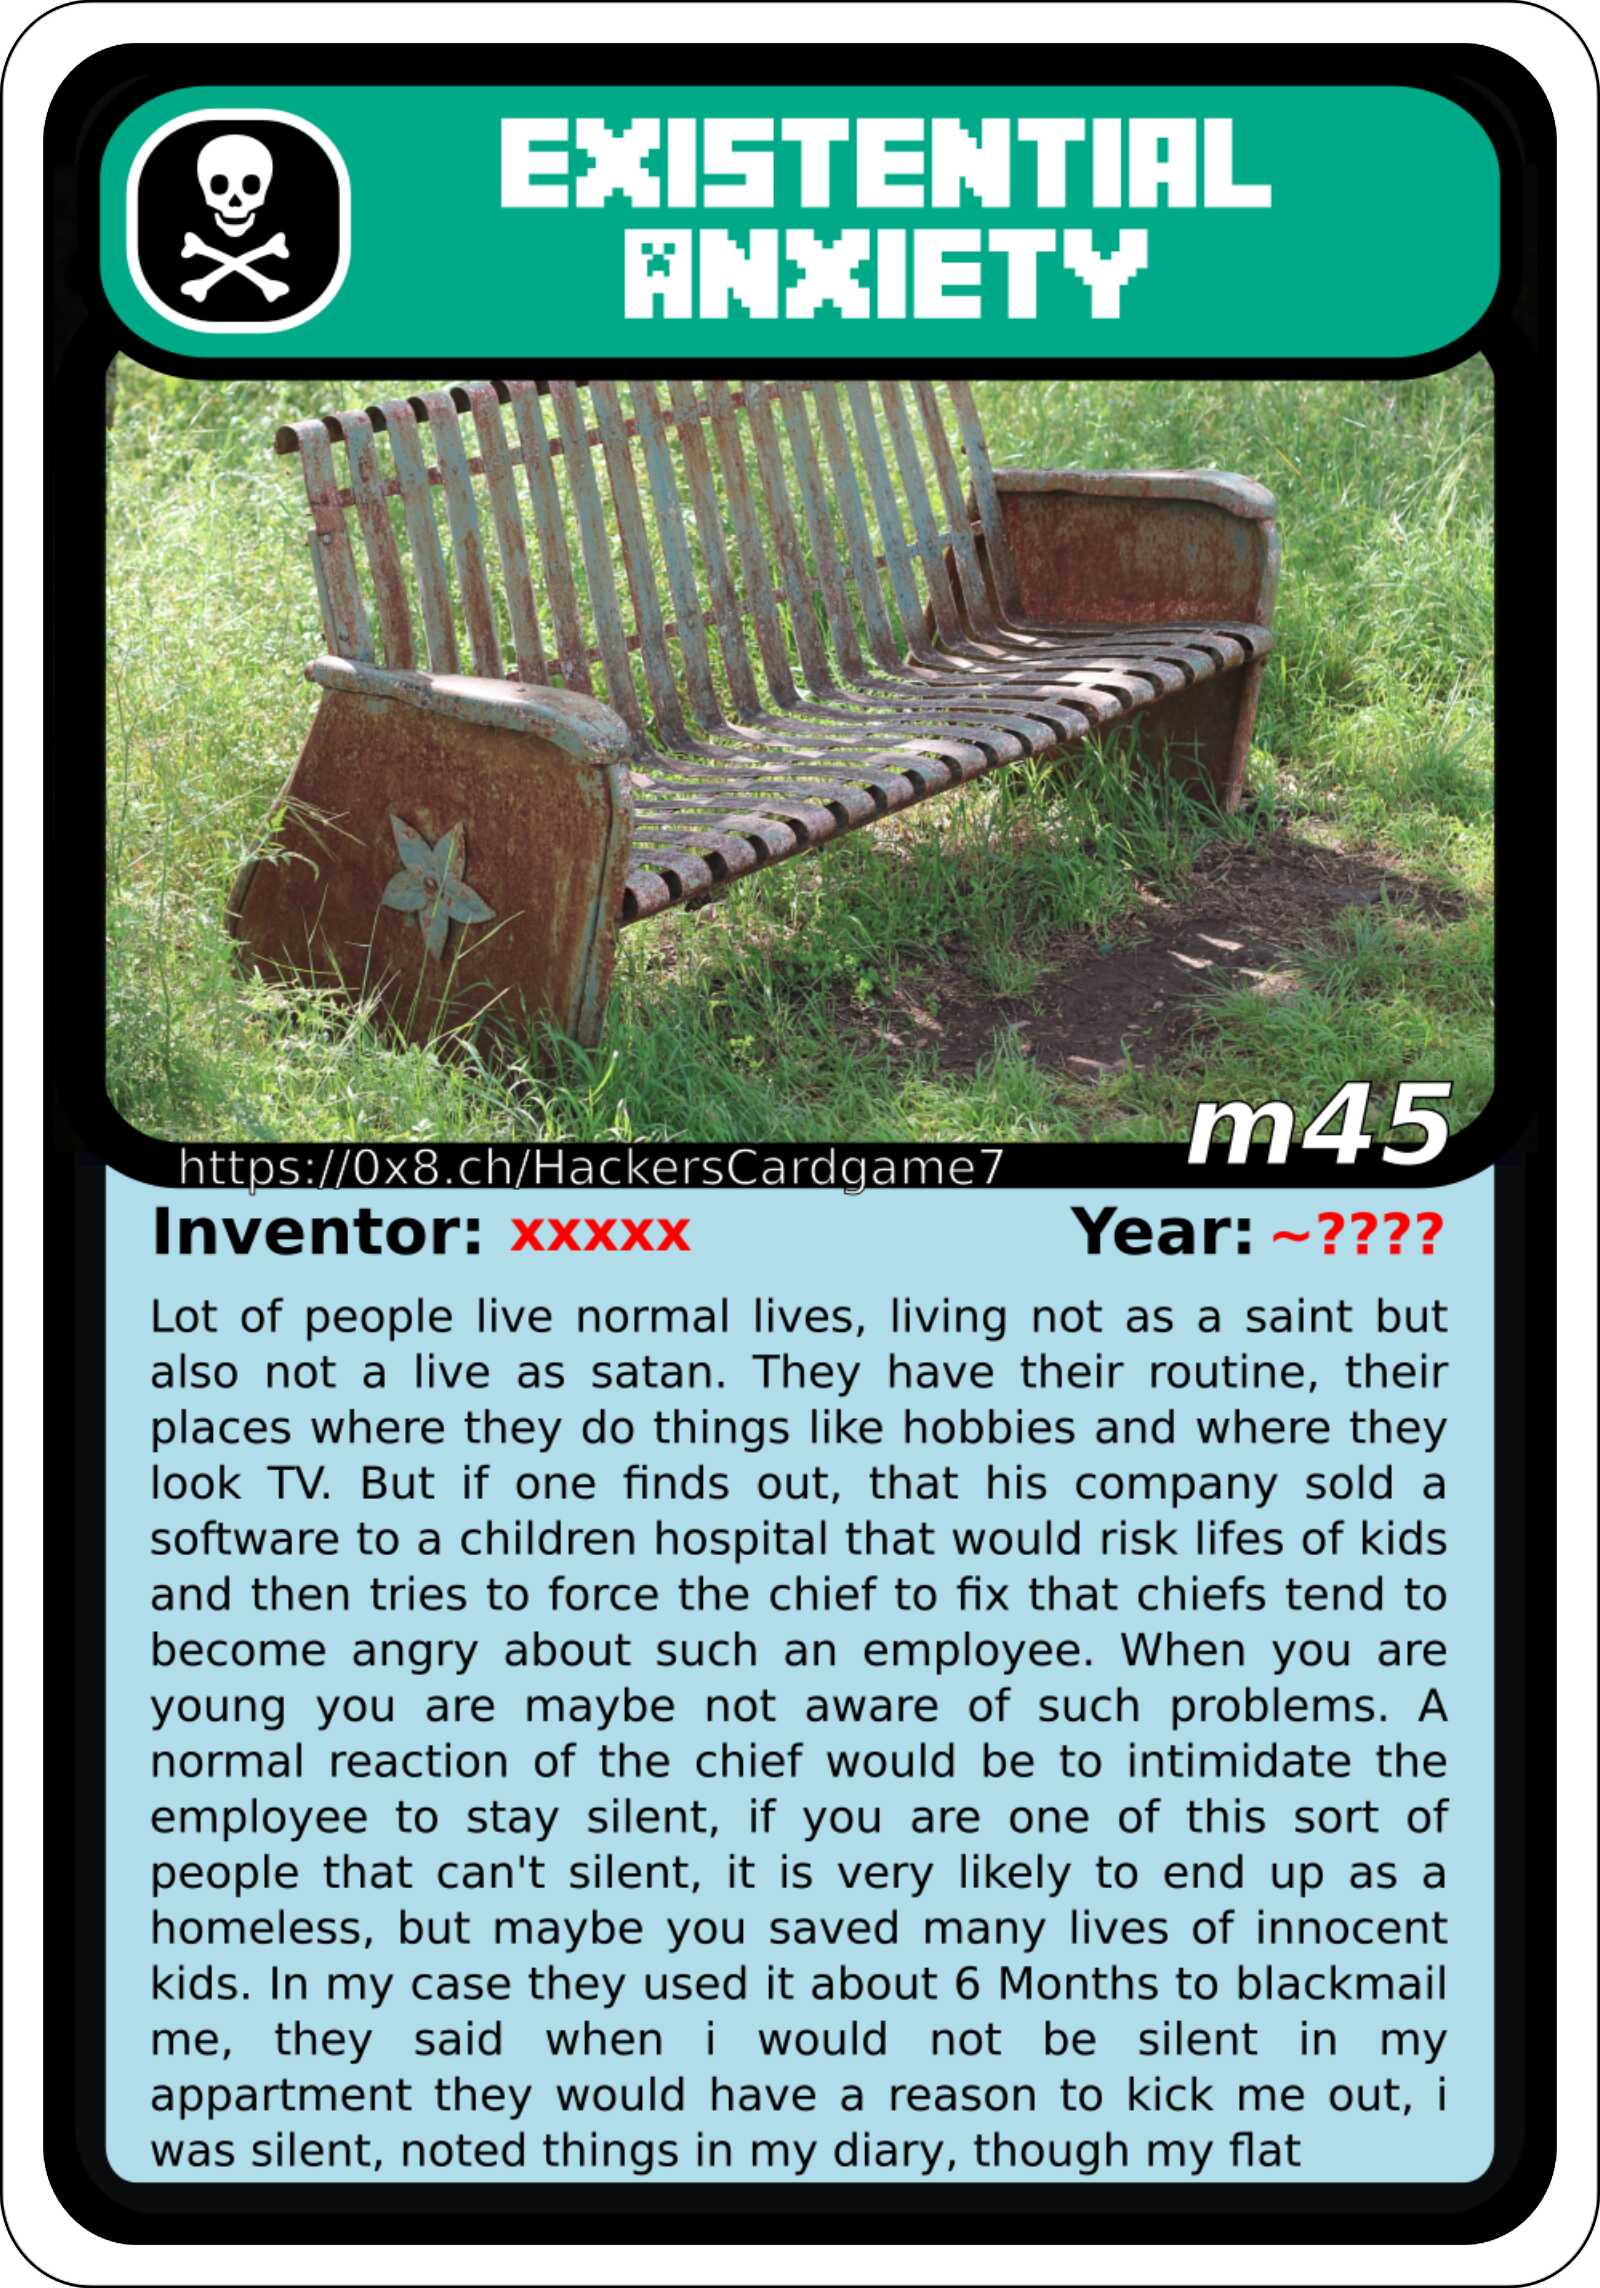 EXISTENTIAL
ANXIETY
m45
https://0x8.ch/HackersCardgame7
Inventor: xxxxx Year: ~????
Lot of people live normal lives, living not as a saint but
also not a live as satan. They have their routine, their
places where they do things like hobbies and where they
look TV. But if one finds out, that his company sold a
software to a children hospital that would risk lifes of kids
and then tries to force the chief to fix that chiefs tend to
become angry about such an employee. When you are
young you are maybe not aware of such problems. A
normal reaction of the chief would be to intimidate the
employee to stay silent, if you are one of this sort of
people that can't silent, it is very likely to end up as a
homeless, but maybe you saved many lives of innocent
kids. In my case they used it about 6 Months to blackmail
me, they said when i would not be silent in my
appartment they would have a reason to kick me out, i
was silent, noted things in my diary, though my flat